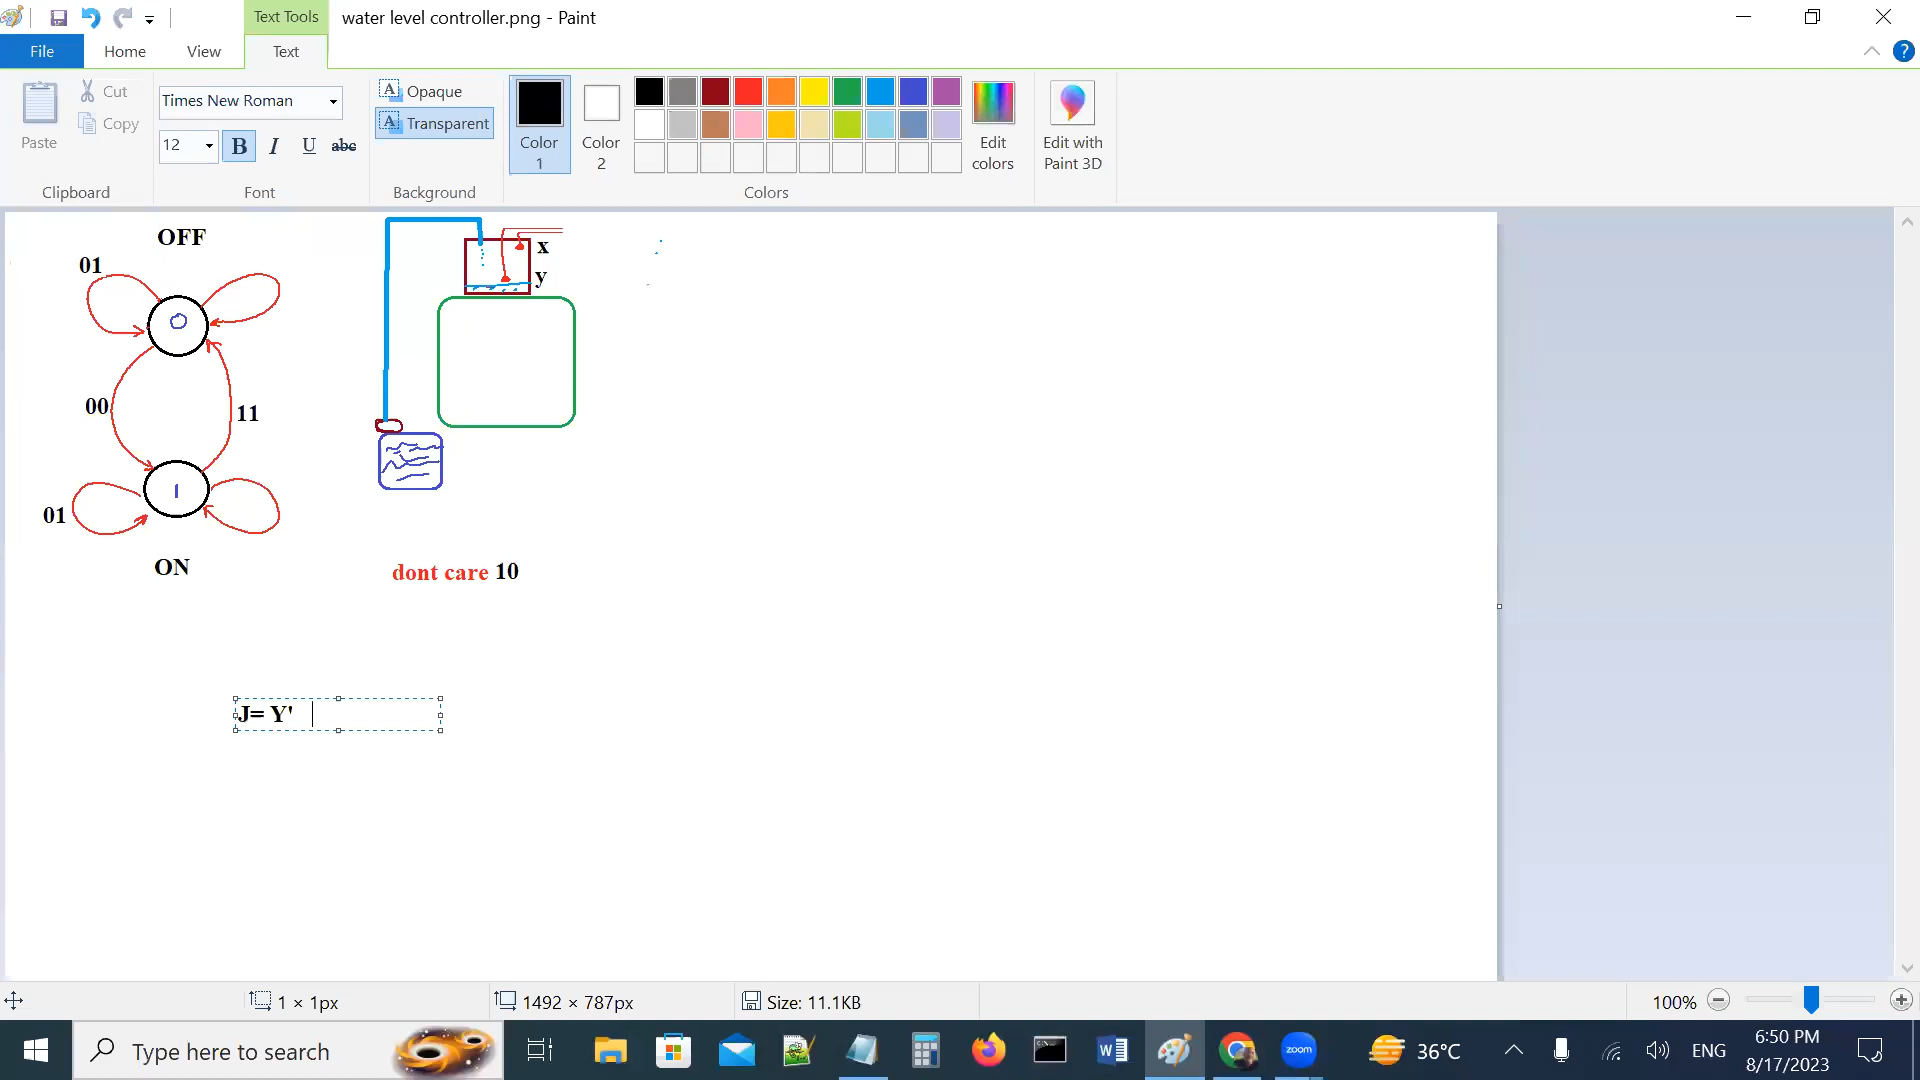 Text Tools
water level controller.png - Paint
File
Home
View
Text
Paste
Cut
Copy
Clipboard
Times New Roman
12
B I U abc
Font
Opaque
Transparent
Background
Color 1
Color 2
Colors
Edit colors
Edit with Paint 3D
OFF
01
0
00
11
1
01
ON
x
y
dont care 10
J= Y'
1 × 1px
1492 × 787px
Size: 11.1KB
100%
Type here to search
zoom
36°C
ENG
6:50 PM
8/17/2023